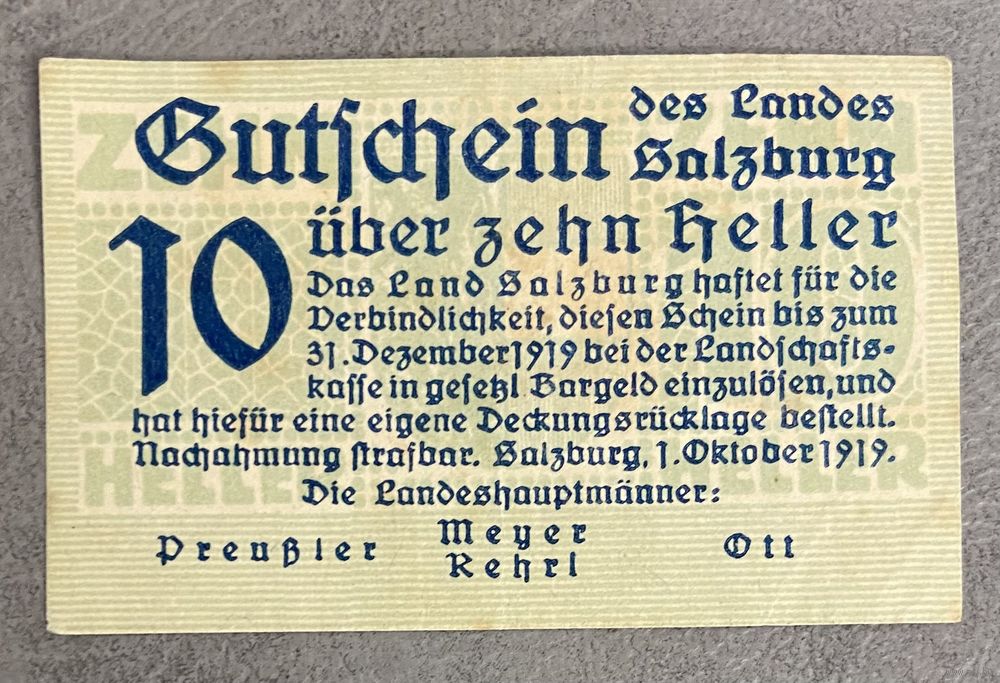 Gutschein des Landes
Salzburg
10 über zehn Heller
Das Land Salzburg haftet für die
Verbindlichkeit, diesen Schein bis zum
31. Dezember 1919 bei der Landschafts-
kasse in gesetzl Bargeld einzulösen, und
hat hiefür eine eigene Deckungsrücklage bestellt.
Nachahmung strafbar. Salzburg, 1. Oktober 1919.
Die Landeshauptmänner:
Preußler Meyer Ott
Rehrl